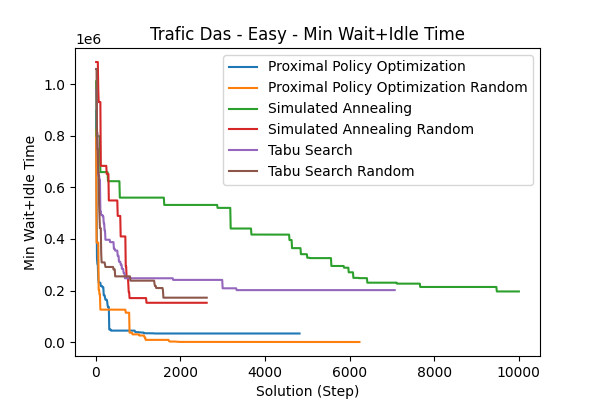 Trafic Das - Easy - Min Wait+Idle Time
1e6
Proximal Policy Optimization
Proximal Policy Optimization Random
Simulated Annealing
Simulated Annealing Random
Tabu Search
Tabu Search Random
Min Wait+Idle Time
1.0
0.8
0.6
0.4
0.2
0.0
0 2000 4000 6000 8000 10000
Solution (Step)